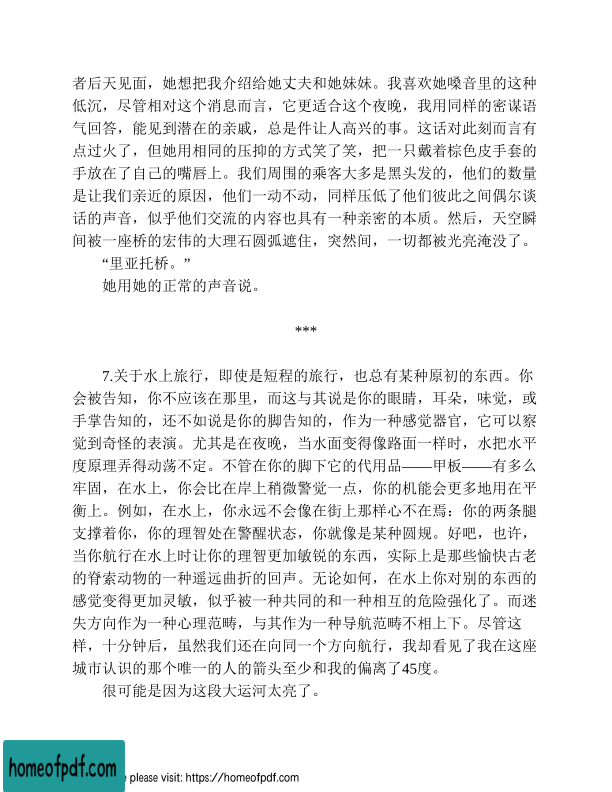 者后天见面，她想把我介绍给她丈夫和她妹妹。我喜欢她嗓音里的这种
低沉，尽管相对这个消息而言，它更适合这个夜晚，我用同样的密谋语
气回答，能见到潜在的亲戚，总是件让人高兴的事。这话对此刻而言有
点过火了，但她用相同的压抑的方式笑了笑，把一只戴着棕色皮手套的
手放在了自己的嘴唇上。我们周围的乘客大多是黑头发的，他们的数量
是让我们亲近的原因，他们一动不动，同样压低了他们彼此之间偶尔谈
话的声音，似乎他们交流的内容也具有一种亲密的本质。然后，天空瞬
间被一座桥的宏伟的大理石圆弧遮住，突然间，一切都被光亮淹没了。
“里亚托桥。”
她用她的正常的声音说。
***
7.关于水上旅行，即使是短程的旅行，也总有某种原初的东西。你
会被告知，你不应该在那里，而这与其说是你的眼睛，耳朵，味觉，或
手掌告知的，还不如说是你的脚告知的，作为一种感觉器官，它可以察
觉到奇怪的表演。尤其是在夜晚，当水面变得像路面一样时，水把水平
度原理弄得动荡不定。不管在你的脚下它的代用品——甲板——有多么
牢固，在水上，你会比在岸上稍微警觉一点，你的机能会更多地用在平
衡上。例如，在水上，你永远不会像在街上那样心不在焉：你的两条腿
支撑着你，你的理智处在警醒状态，你就像是某种圆规。好吧，也许，
当你航行在水上时让你的理智更加敏锐的东西，实际上是那些愉快古老
的脊索动物的一种遥远曲折的回声。无论如何，在水上你对别的东西的
感觉变得更加灵敏，似乎被一种共同的和一种相互的危险强化了。而迷
失方向作为一种心理范畴，与其作为一种导航范畴不相上下。尽管这
样，十分钟后，虽然我们还在向同一个方向航行，我却看见了我在这座
城市认识的那个唯一的人的箭头至少和我的偏离了45度。
很可能是因为这段大运河太亮了。
homeofpdf.com
e please visit: https://homeofpdf.com